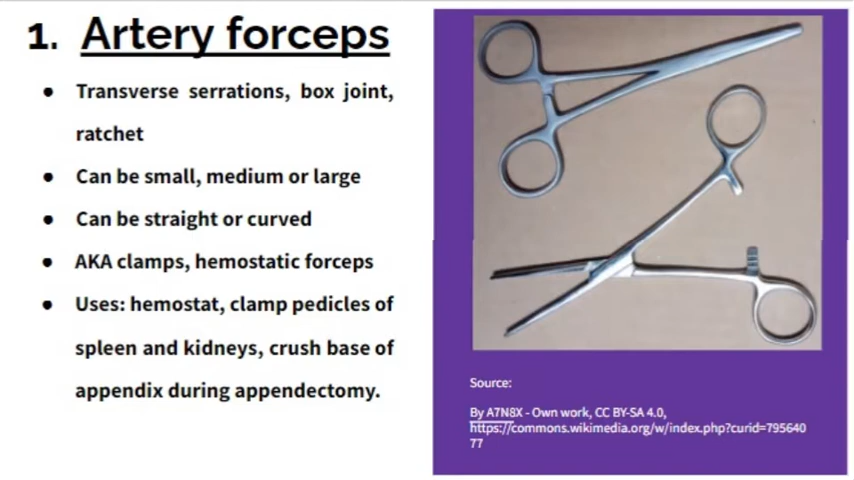 1. Artery forceps
● Transverse serrations, box joint,
ratchet
● Can be small, medium or large
● Can be straight or curved
● AKA clamps, hemostatic forceps
● Uses: hemostat, clamp pedicles of
spleen and kidneys, crush base of
appendix during appendectomy.
Source:
By A7N8X - Own work, CC BY-SA 4.0,
https://commons.wikimedia.org/w/index.php?curid=795640
77